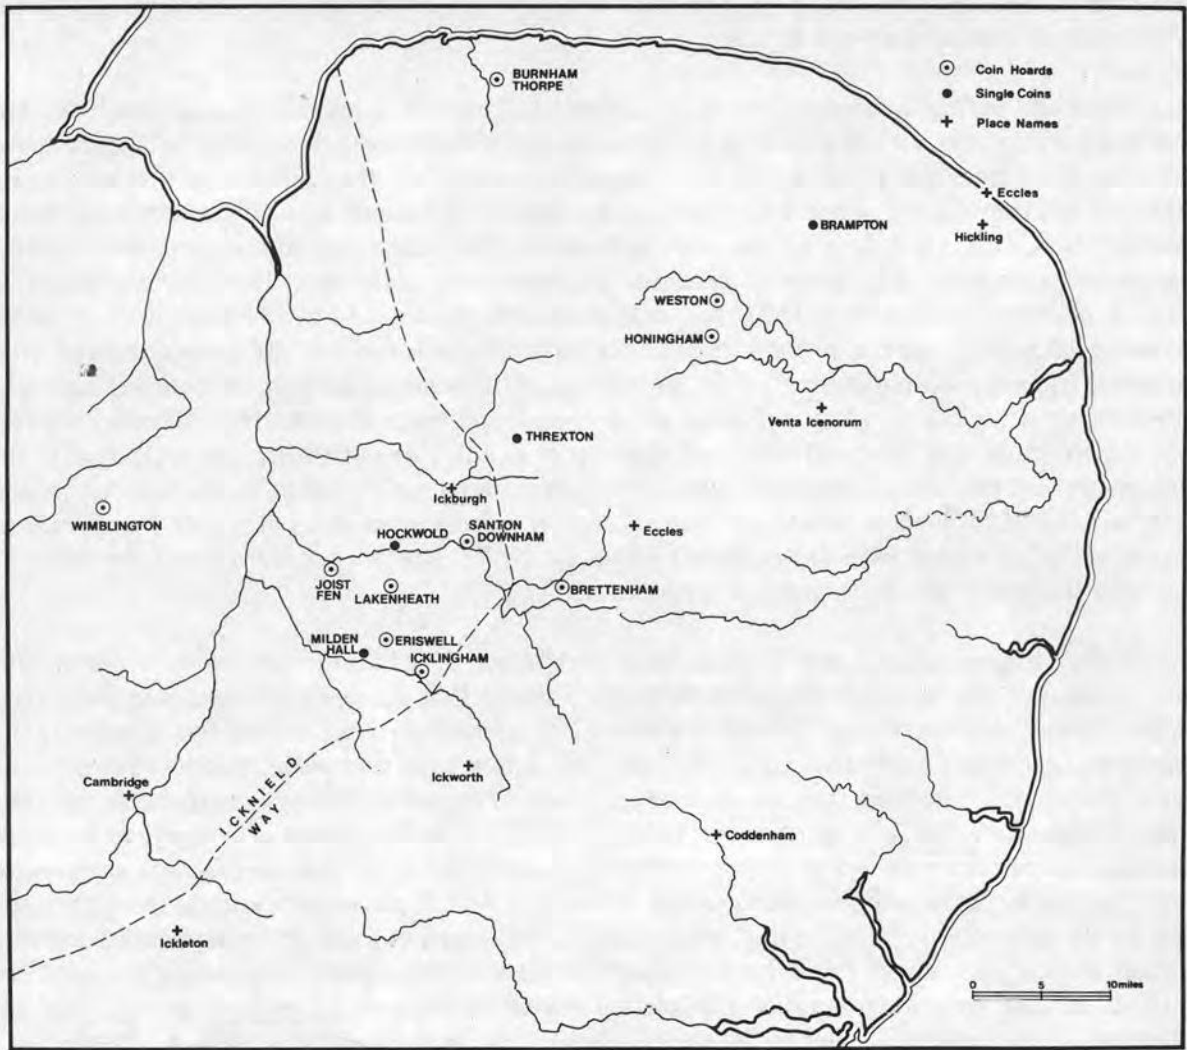 BURNHAM
THORPE
Coin Hoards
Single Coins
Place Names
Eccles
BRAMPTON
Hickling
WESTON
HONINGHAM
Venta Icenorum
THREXTON
Ickburgh
WIMBLINGTON
SANTON
DOWNHAM
HOCKWOLD
Eccles
JOIST
FEN
LAKENHEATH
BRETTENHAM
MILDEN
HALL
ERISWELL
ICKLINGHAM
Cambridge
ICKNIELD
WAY
Ickworth
Coddenham
Ickleton
0 5 10miles